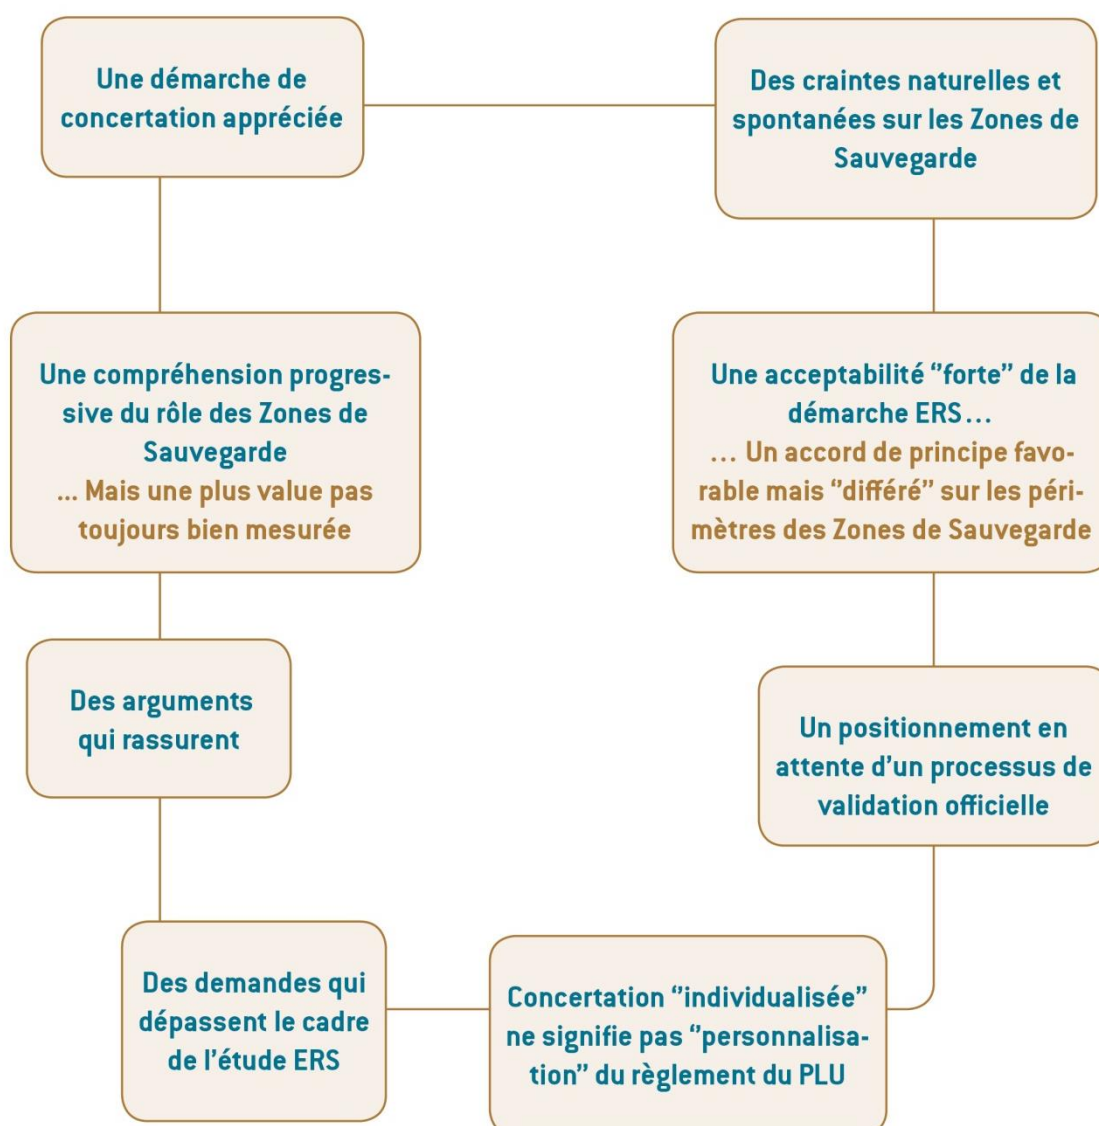 Une démarche de
concertation appréciée
Des craintes naturelles et
spontanées sur les Zones de
Sauvegarde
Une compréhension progres-
sive du rôle des Zones de
Sauvegarde
... Mais une plus value pas
toujours bien mesurée
Une acceptabilité ‘’forte’’ de la
démarche ERS…
… Un accord de principe favo-
rable mais ‘’différé’’ sur les péri-
mètres des Zones de Sauvegarde
Des arguments
qui rassurent
Un positionnement en
attente d’un processus de
validation officielle
Des demandes qui
dépassent le cadre
de l’étude ERS
Concertation ‘’individualisée’’
ne signifie pas ‘’personnalisa-
tion’’ du règlement du PLU